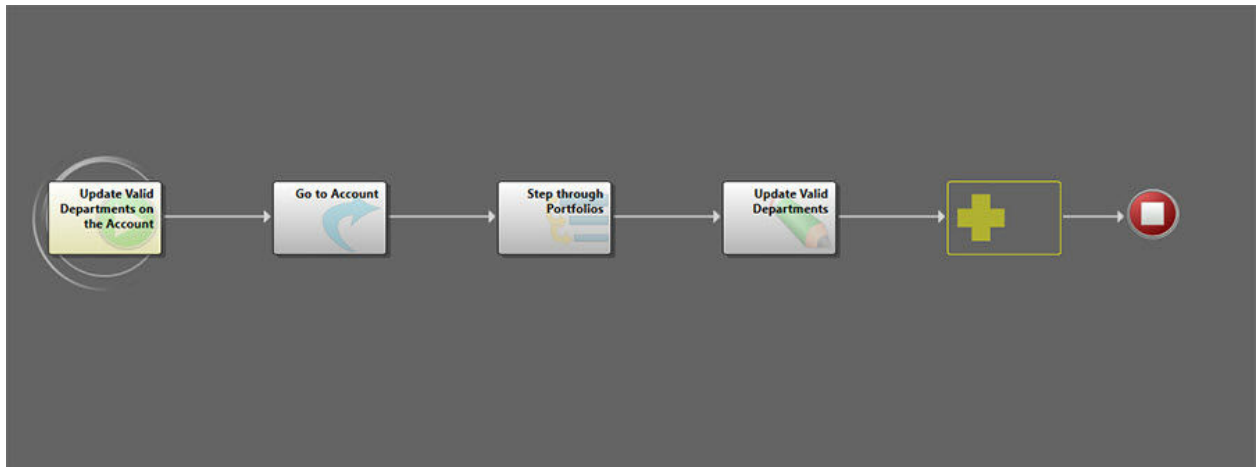 Update Valid
Departments on
the Account
Go to Account
Step through
Portfolios
Update Valid
Departments